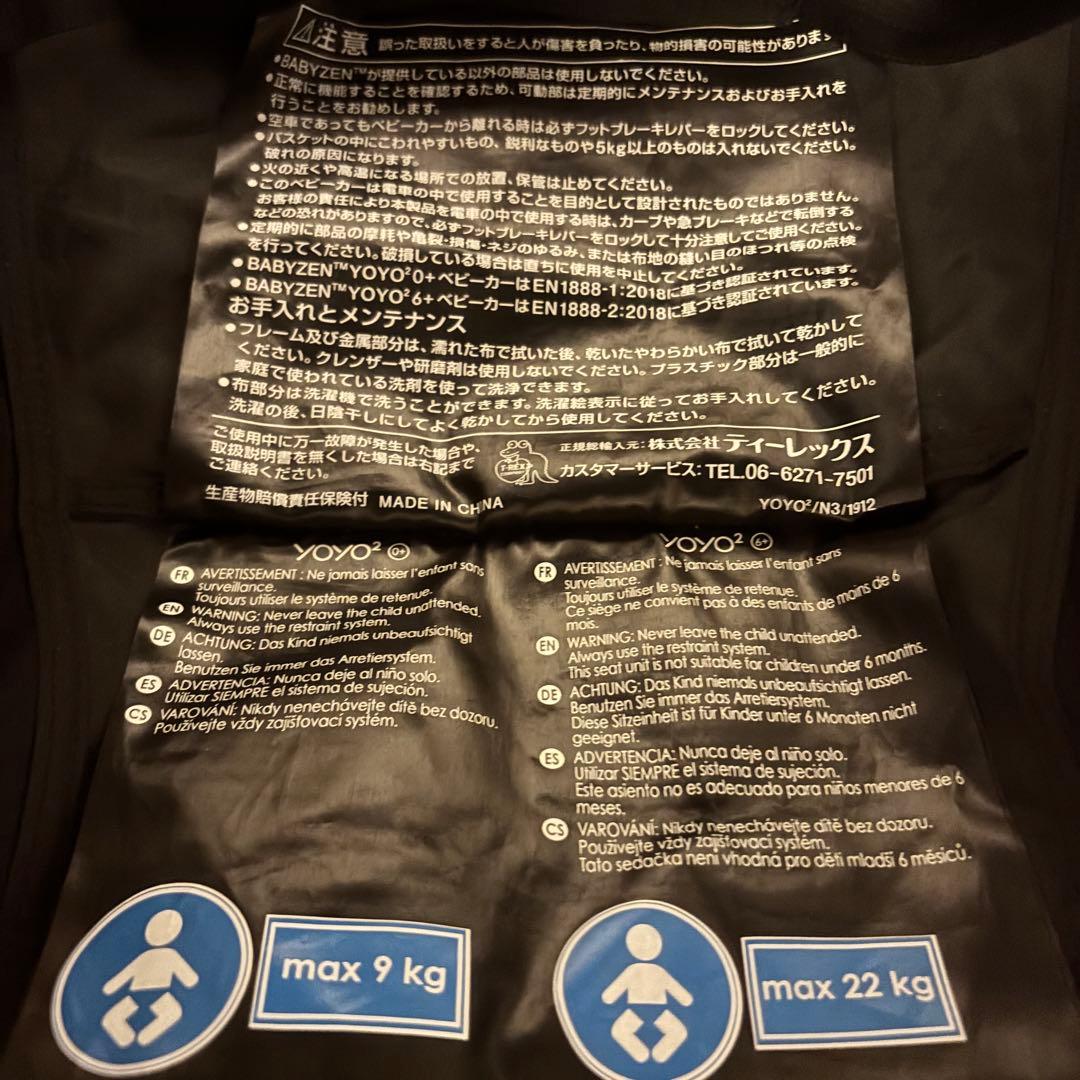 注意 誤った取扱いをすると人が傷害を負ったり、物的損害の可能性がありま
•BABYZEN™が提供している以外の部品は使用しないでください。
•正常に機能することを確認するため、可動部は定期的にメンテナンスおよびお手入れを
行うことをお勧めします。
•空車であってもベビーカーから離れる時は必ずフットブレーキレバーをロックしてください。
•バスケットの中にこわれやすいもの、鋭利なものや5kg以上のものは入れないでください。
破れの原因になります。
•火の近くや高温になる場所での放置、保管は止めてください。
•このベビーカーは電車の中で使用することを目的として設計されたものではありません。
お客様の責任により本製品を電車の中で使用する時は、カーブや急ブレーキなどで転倒する
などの恐れがありますので、必ずフットブレーキレバーをロックして十分注意してご使用ください。
•定期的に部品の摩耗や亀裂・損傷・ネジのゆるみ、または布地の縫い目のほつれ等の点検
を行ってください。破損している場合は直ちに使用を中止してください。
•BABYZEN™YOYO²0+ベビーカーはEN1888-1:2018に基づき認証されています。
•BABYZEN™YOYO²6+ベビーカーはEN1888-2:2018に基づき認証されています。
お手入れとメンテナンス
•フレーム及び金属部分は、濡れた布で拭いた後、乾いたやわらかい布で拭いて乾かして
ください。クレンザーや研磨剤は使用しないでください。プラスチック部分は一般的に
家庭で使われている洗剤を使って洗浄できます。
•布部分は洗濯機で洗うことができます。洗濯絵表示に従ってお手入れしてください。
洗濯の後、日陰干しにしてよく乾かしてから使用してください。
ご使用中に万一故障が発生した場合や、
取扱説明書を無くした場合は右記まで
ご連絡ください。
T-REX
正規総輸入元:株式会社 ティーレックス
カスタマーサービス: TEL.06-6271-7501
生産物賠償責任保険付 MADE IN CHINA
YOYO²/N3/1912
YOYO² 0+
FR AVERTISSEMENT : Ne jamais laisser l'enfant sans
surveillance.
Toujours utiliser le système de retenue.
EN WARNING: Never leave the child unattended.
Always use the restraint system.
DE ACHTUNG: Das Kind niemals unbeaufsichtigt
lassen.
Benutzen Sie immer das Arretiersystem.
ES ADVERTENCIA: Nunca deje al niño solo.
Utilizar SIEMPRE el sistema de sujeción.
CS VAROVÁNÍ: Nikdy nenechávejte dítě bez dozoru.
Používejte vždy zajišťovací systém.
YOYO² 6+
FR AVERTISSEMENT : Ne jamais laisser l'enfant sans
surveillance.
Toujours utiliser le système de retenue.
Ce siège ne convient pas à des enfants de moins de 6
mois.
EN WARNING: Never leave the child unattended.
Always use the restraint system.
This seat unit is not suitable for children under 6 months.
DE ACHTUNG: Das Kind niemals unbeaufsichtigt lassen.
Benutzen Sie immer das Arretiersystem.
Diese Sitzeinheit ist für Kinder unter 6 Monaten nicht
geeignet.
ES ADVERTENCIA: Nunca deje al niño solo.
Utilizar SIEMPRE el sistema de sujeción.
Este asiento no es adecuado para niños menores de 6
meses.
CS VAROVÁNÍ: Nikdy nenechávejte dítě bez dozoru.
Používejte vždy zajišťovací systém.
Tato sedačka není vhodná pro děti mladší 6 měsíců.
max 9 kg
max 22 kg